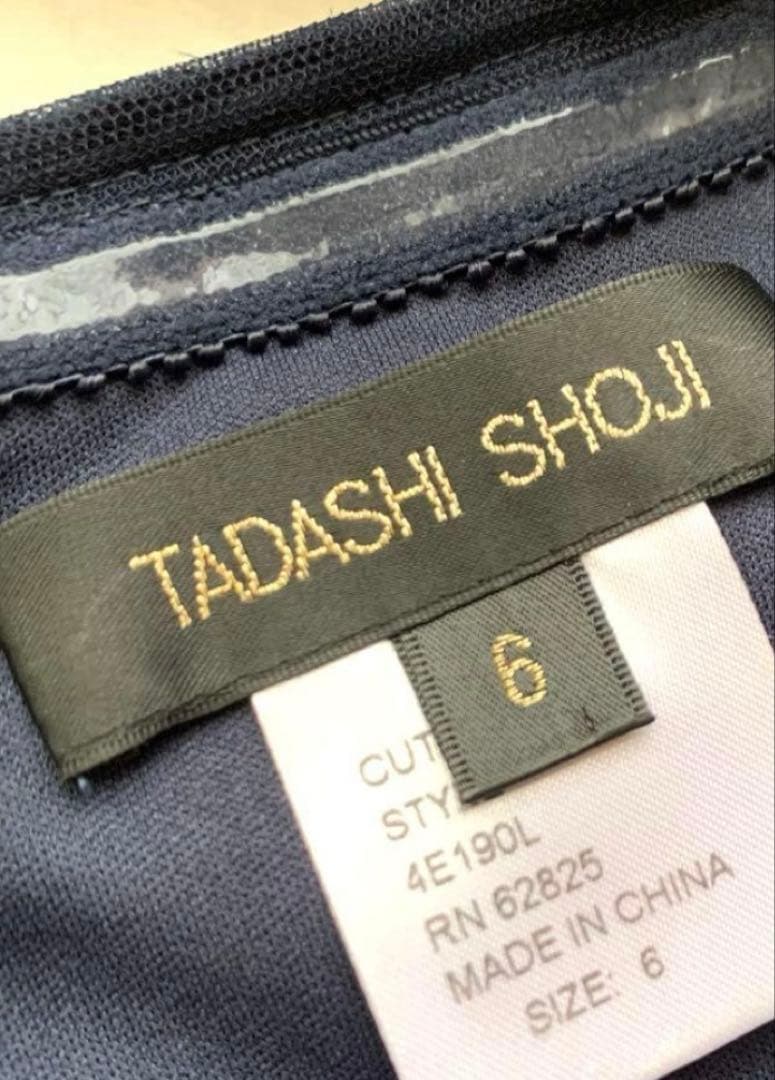 TADASHI SHOJI
6
CUT
STY
4E190L
RN 62825
MADE IN CHINA
SIZE: 6